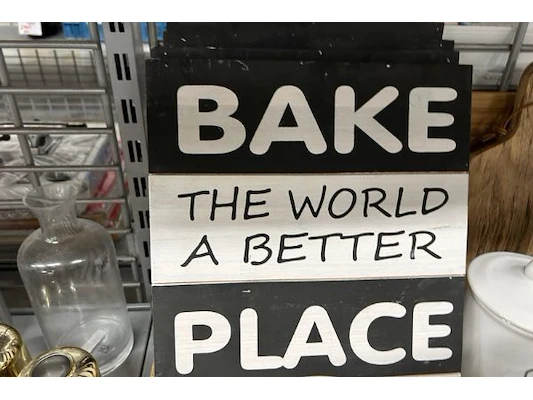 BAKE
THE WORLD
A BETTER
PLACE